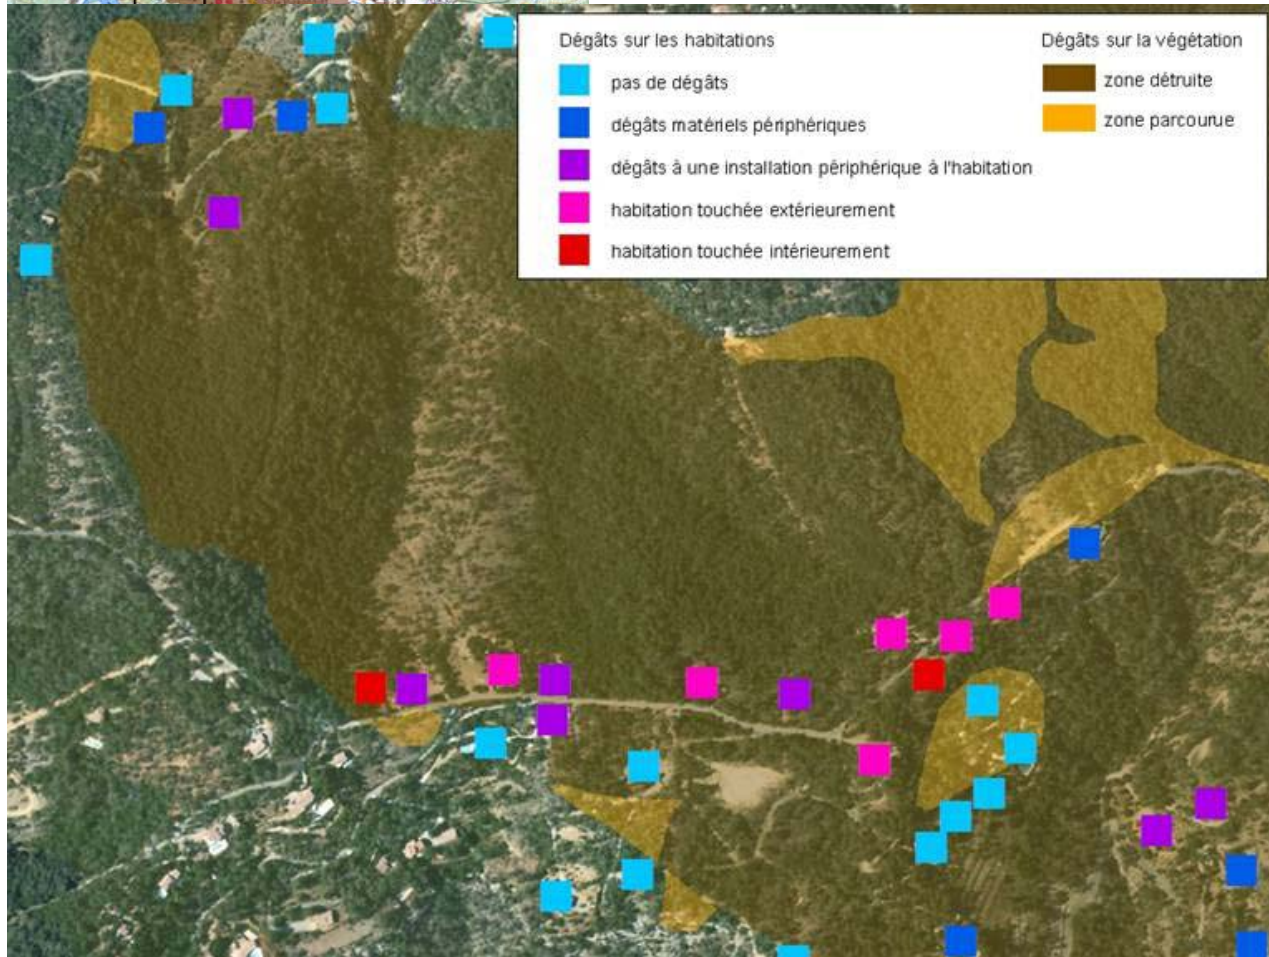 Dégâts sur les habitations
pas de dégâts
dégâts matériels périphériques
dégâts à une installation périphérique à l'habitation
habitation touchée extérieurement
habitation touchée intérieurement
Dégâts sur la végétation
zone détruite
zone parcourue